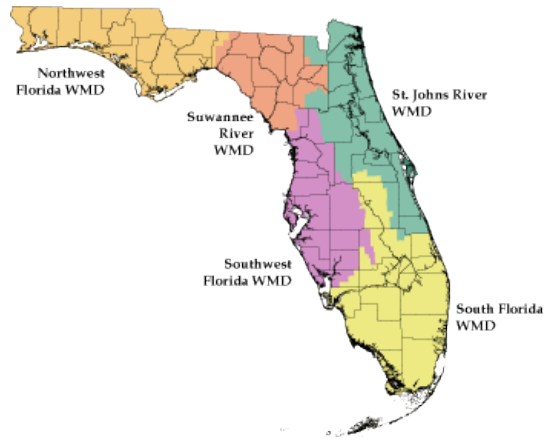 Northwest
Florida WMD
St. Johns River
WMD
Suwannee
River
WMD
Southwest
Florida WMD
South Florida
WMD